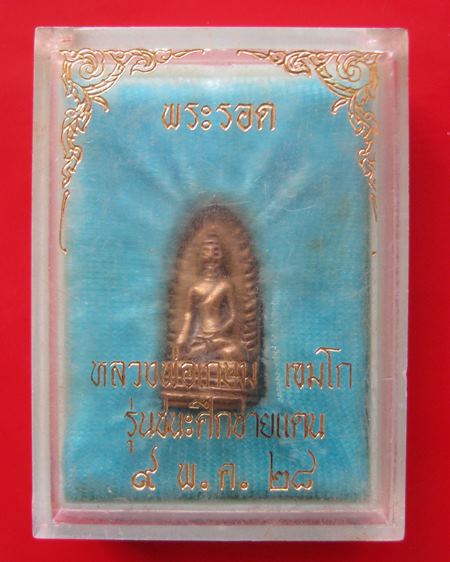 พระรอด
หลวงพ่อเกษม เขมโก
รุ่นชนะศึกชายแดน
๙ พ.ค. ๒๘